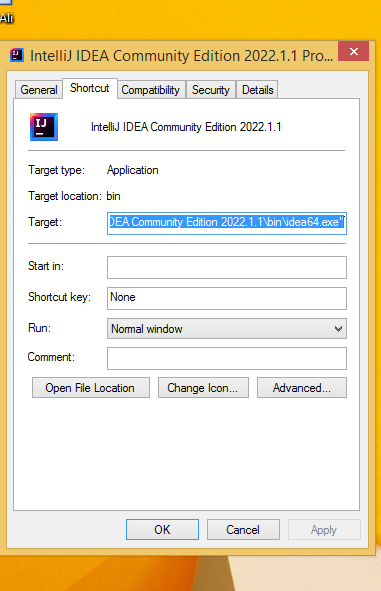 Ali
IntelliJ IDEA Community Edition 2022.1.1 Pro...
General Shortcut Compatibility Security Details
IJ
IntelliJ IDEA Community Edition 2022.1.1
Target type: Application
Target location: bin
Target: DEA Community Edition 2022.1.1\bin\idea64.exe"
Start in:
Shortcut key: None
Run: Normal window
Comment:
Open File Location Change Icon... Advanced...
OK Cancel Apply